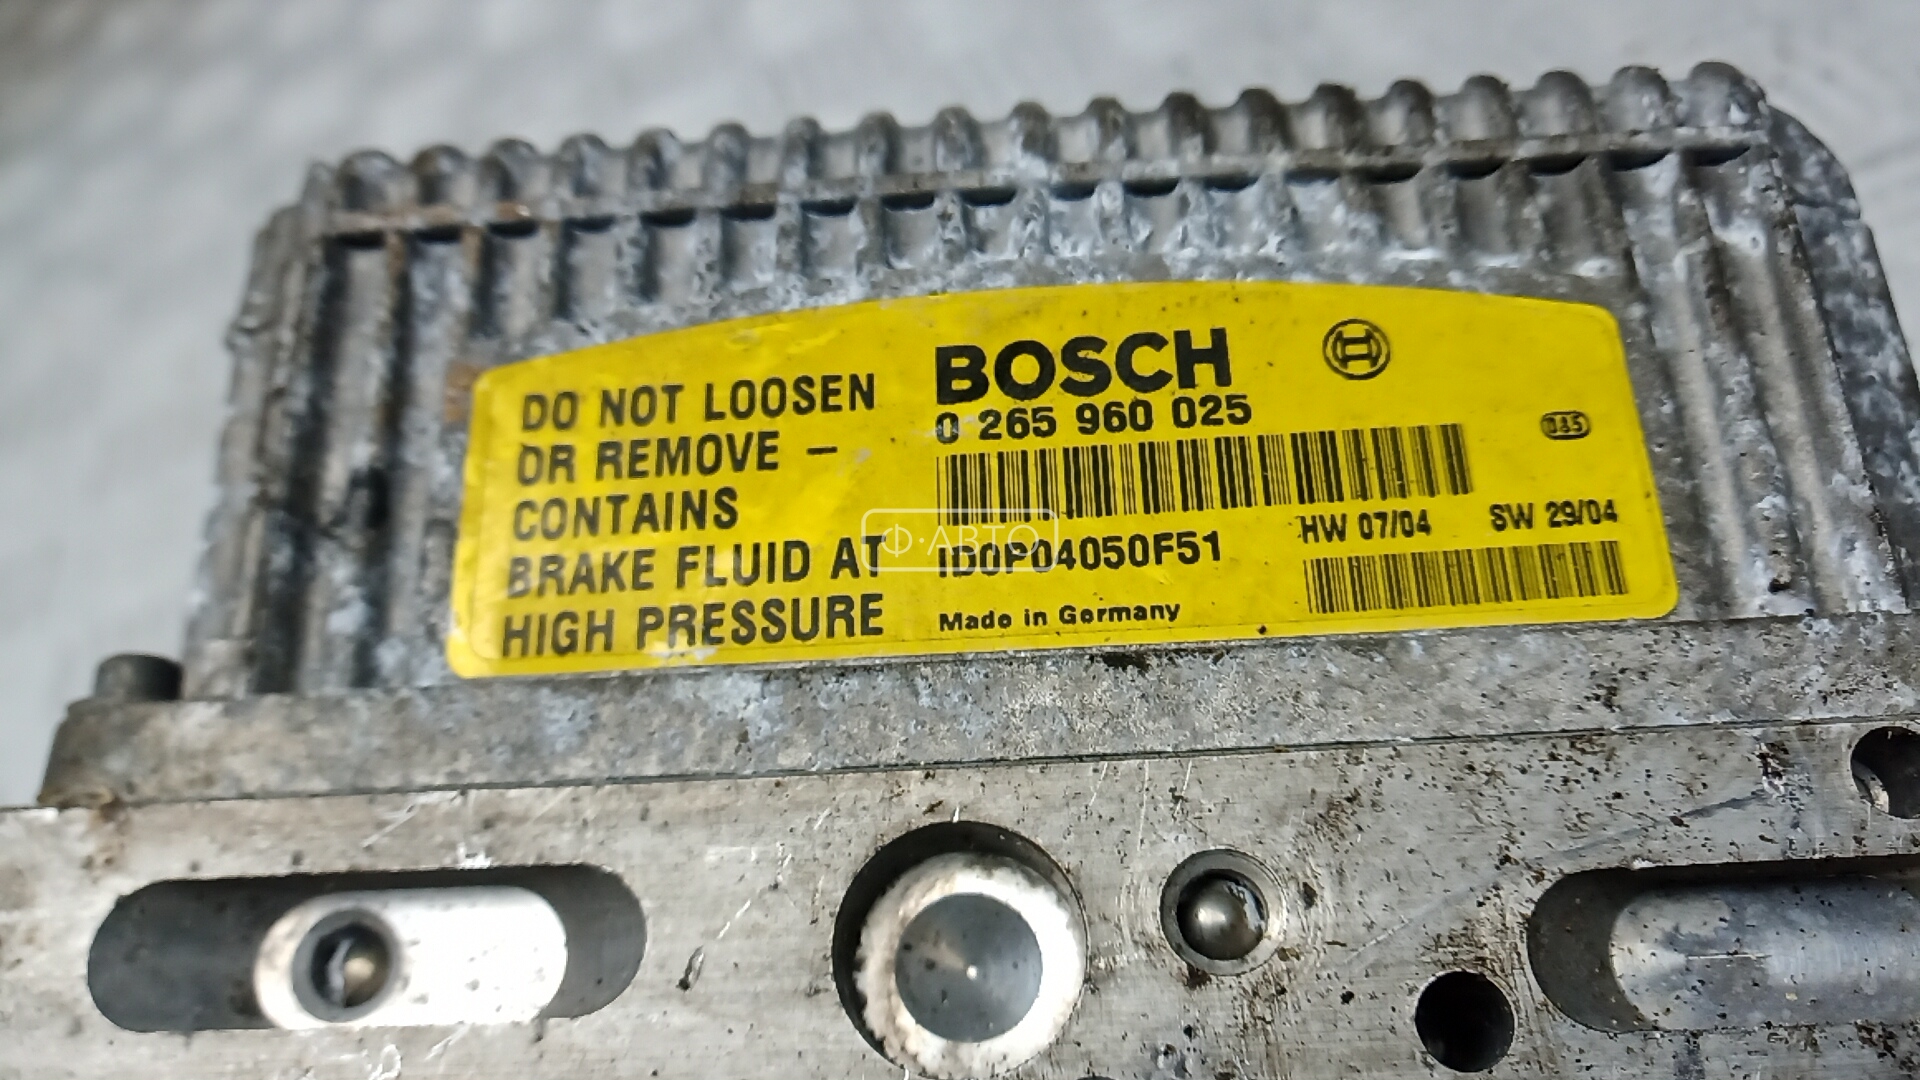 DO NOT LOOSEN
OR REMOVE –
CONTAINS
BRAKE FLUID AT
HIGH PRESSURE
BOSCH
0 265 960 025
ID0P04050F51
Made in Germany
HW 07/04
SW 29/04
Ф·АВТО